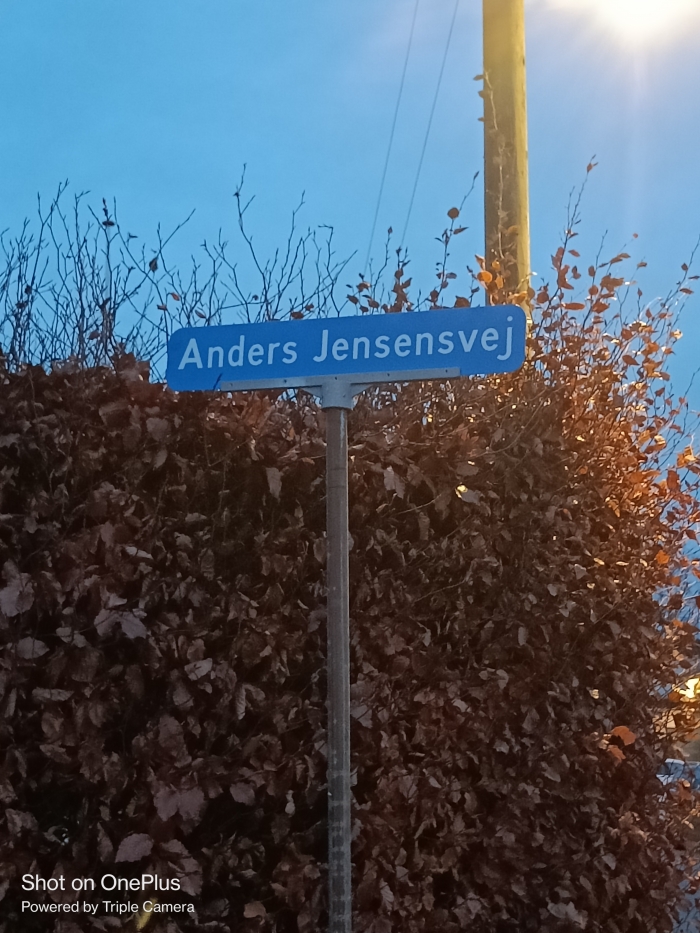 Anders Jensensvej
Shot on OnePlus
Powered by Triple Camera